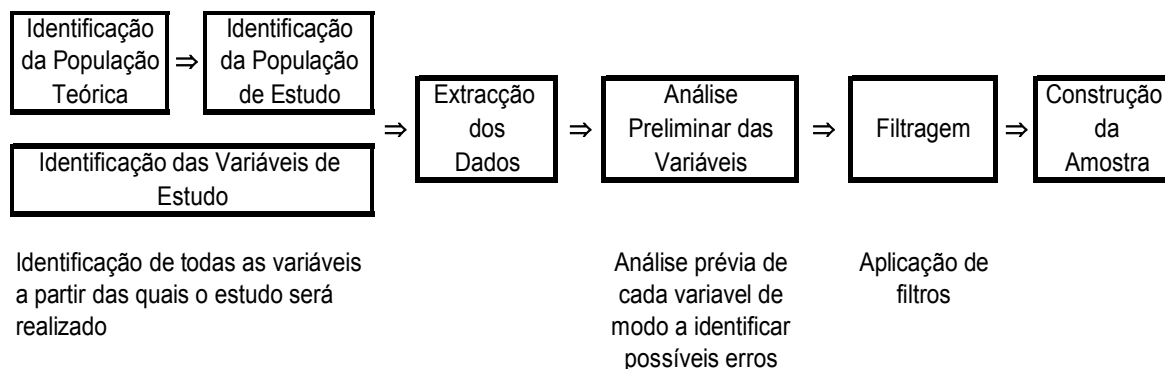 Identificação
da População
Teórica
⇒
Identificação
da População
de Estudo
Identificação das Variáveis de
Estudo
⇒
Extracção
dos
Dados
⇒
Análise
Preliminar das
Variáveis
⇒
Filtragem
⇒
Construção
da
Amostra
Identificação de todas as variáveis
a partir das quais o estudo será
realizado
Análise prévia de
cada variavel de
modo a identificar
possíveis erros
Aplicação de
filtros